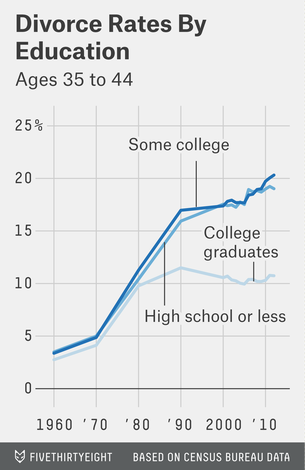 Divorce Rates By
Education
Ages 35 to 44
25%
Some college
20
15
College
graduates
10
High school or less
5
0
1960 '70 '80 '90 2000 '10
FIVETHIRTYEIGHT BASED ON CENSUS BUREAU DATA